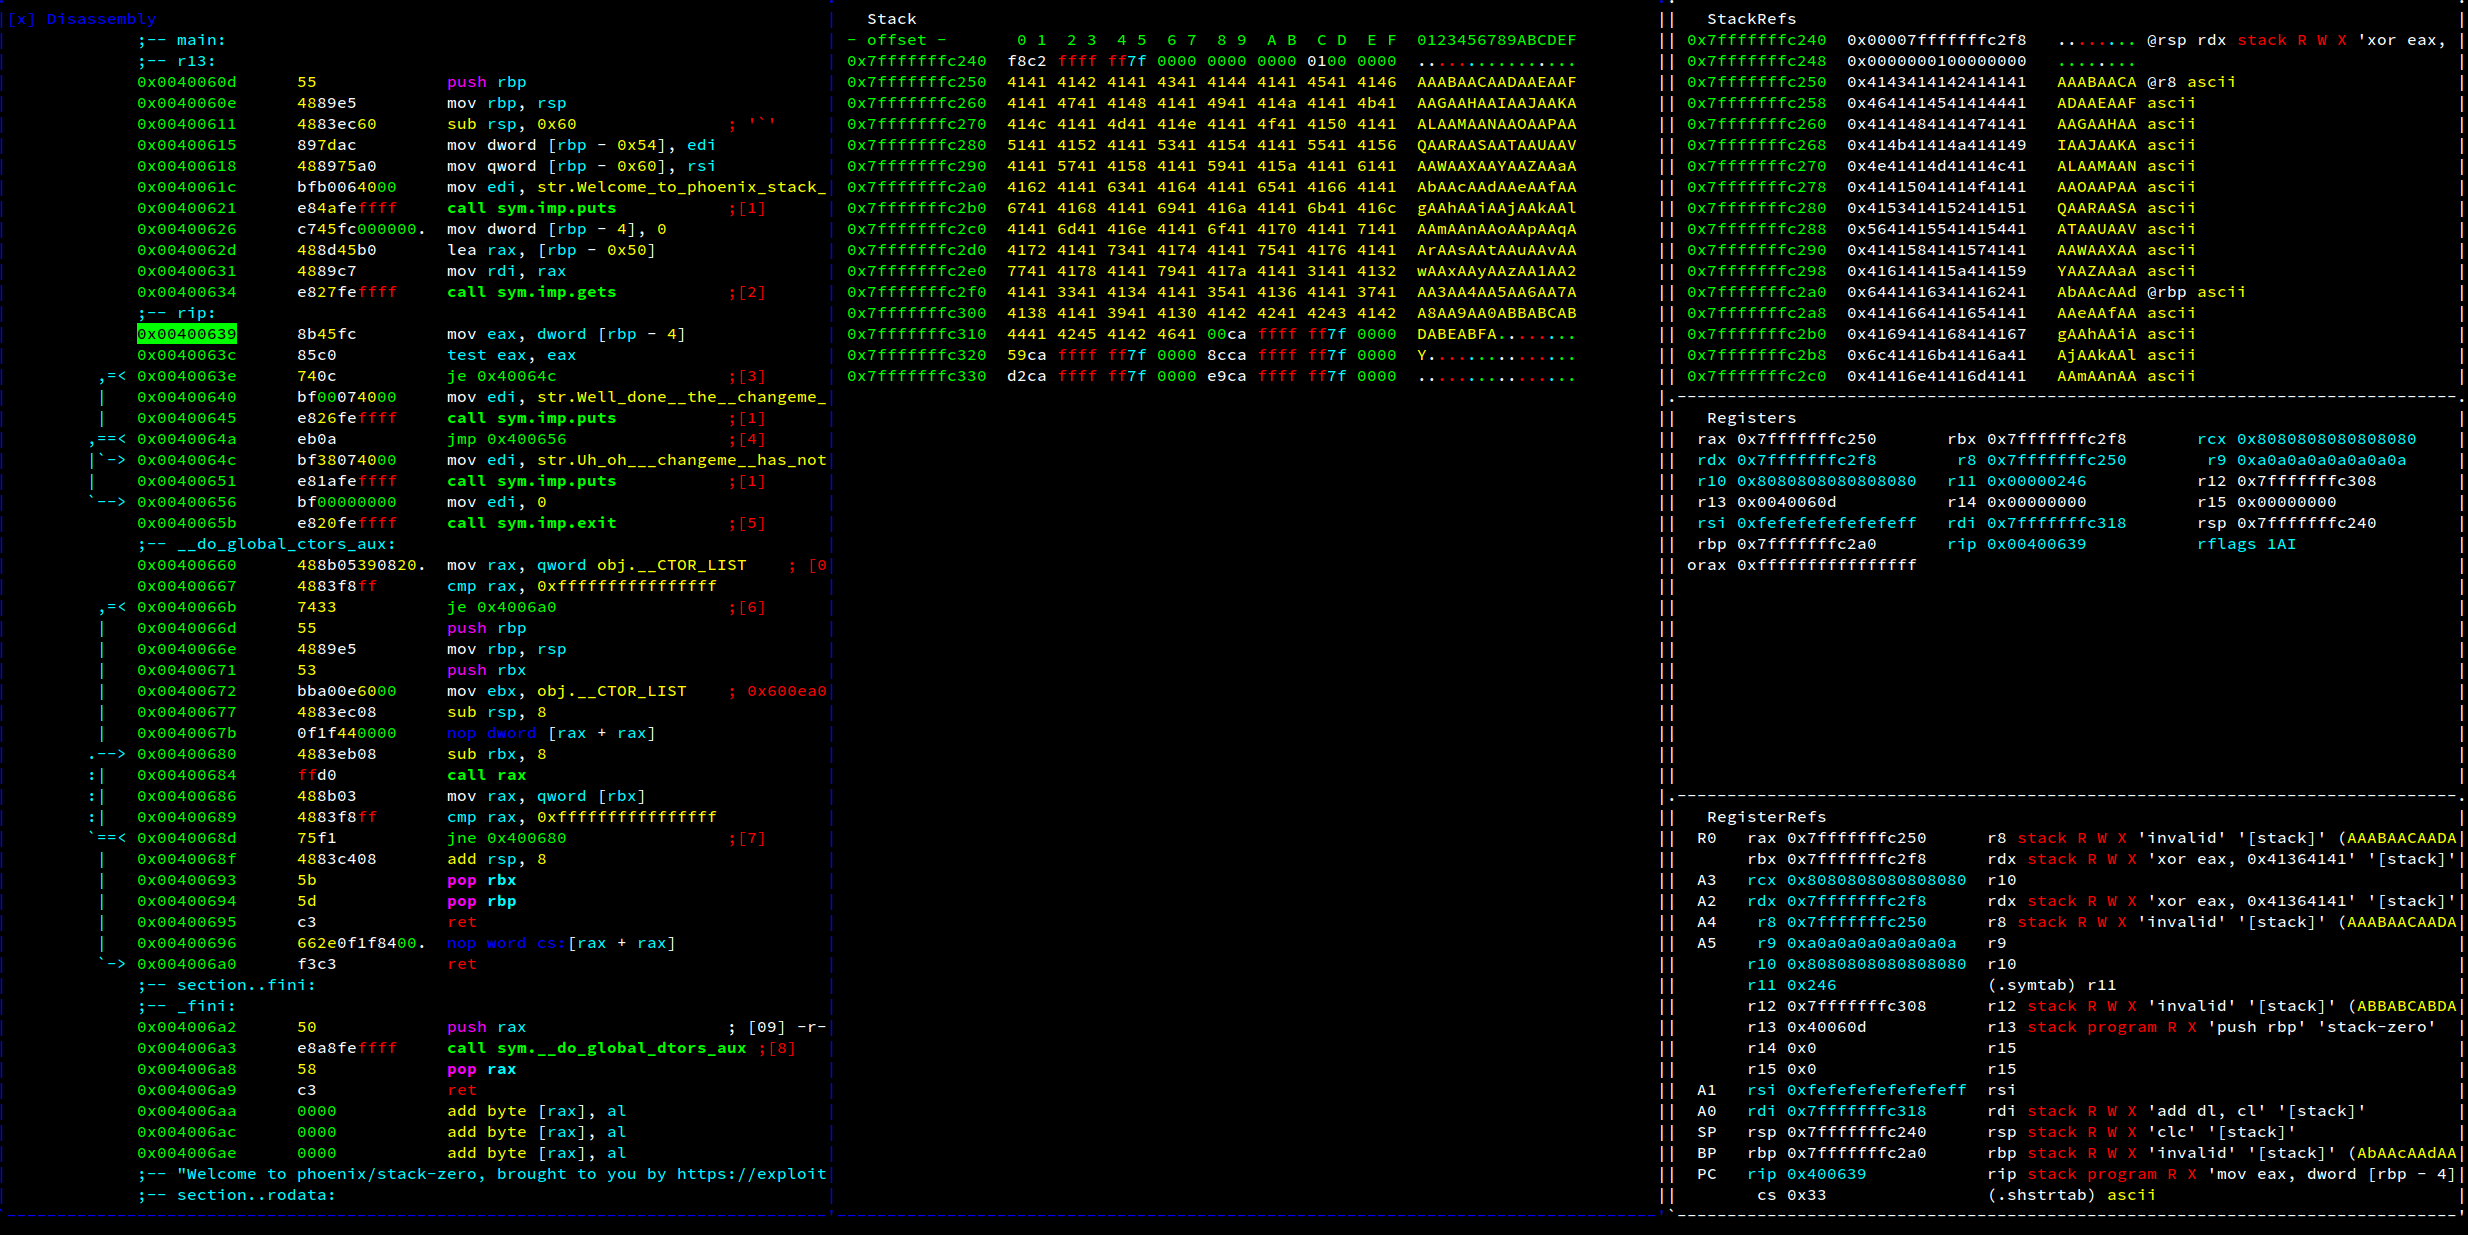 [x] Disassembly
;-- main:
;-- r13:
0x0040060d 55 push rbp
0x0040060e 4889e5 mov rbp, rsp
0x00400611 4883ec60 sub rsp, 0x60 ; '`'
0x00400615 897dac mov dword [rbp - 0x54], edi
0x00400618 488975a0 mov qword [rbp - 0x60], rsi
0x0040061c bfb0064000 mov edi, str.Welcome_to_phoenix_stack_
0x00400621 e84afeffff call sym.imp.puts ;[1]
0x00400626 c745fc000000. mov dword [rbp - 4], 0
0x0040062d 488d45b0 lea rax, [rbp - 0x50]
0x00400631 4889c7 mov rdi, rax
0x00400634 e827feffff call sym.imp.gets ;[2]
;-- rip:
0x00400639 8b45fc mov eax, dword [rbp - 4]
0x0040063c 85c0 test eax, eax
,=< 0x0040063e 740c je 0x40064c ;[3]
| 0x00400640 bf00074000 mov edi, str.Well_done__the__changeme_
| 0x00400645 e826feffff call sym.imp.puts ;[1]
,==< 0x0040064a eb0a jmp 0x400656 ;[4]
|`-> 0x0040064c bf38074000 mov edi, str.Uh_oh___changeme__has_not
| 0x00400651 e81afeffff call sym.imp.puts ;[1]
`--> 0x00400656 bf00000000 mov edi, 0
0x0040065b e820feffff call sym.imp.exit ;[5]
;-- __do_global_ctors_aux:
0x00400660 488b05390820. mov rax, qword obj.__CTOR_LIST ; [0
0x00400667 4883f8ff cmp rax, 0xffffffffffffffff
,=< 0x0040066b 7433 je 0x4006a0 ;[6]
| 0x0040066d 55 push rbp
| 0x0040066e 4889e5 mov rbp, rsp
| 0x00400671 53 push rbx
| 0x00400672 bba00e6000 mov ebx, obj.__CTOR_LIST ; 0x600ea0
| 0x00400677 4883ec08 sub rsp, 8
| 0x0040067b 0f1f440000 nop dword [rax + rax]
.--> 0x00400680 4883eb08 sub rbx, 8
:| 0x00400684 ffd0 call rax
:| 0x00400686 488b03 mov rax, qword [rbx]
:| 0x00400689 4883f8ff cmp rax, 0xffffffffffffffff
`==< 0x0040068d 75f1 jne 0x400680 ;[7]
| 0x0040068f 4883c408 add rsp, 8
| 0x00400693 5b pop rbx
| 0x00400694 5d pop rbp
| 0x00400695 c3 ret
| 0x00400696 662e0f1f8400. nop word cs:[rax + rax]
`-> 0x004006a0 f3c3 ret
;-- section..fini:
;-- _fini:
0x004006a2 50 push rax ; [09] -r-
0x004006a3 e8a8feffff call sym.__do_global_dtors_aux ;[8]
0x004006a8 58 pop rax
0x004006a9 c3 ret
0x004006aa 0000 add byte [rax], al
0x004006ac 0000 add byte [rax], al
0x004006ae 0000 add byte [rax], al
;-- "Welcome to phoenix/stack-zero, brought to you by https://exploit
;-- section..rodata:
Stack
- offset - 0 1 2 3 4 5 6 7 8 9 A B C D E F 0123456789ABCDEF
0x7fffffffc240 f8c2 ffff ff7f 0000 0000 0000 0100 0000 ................
0x7fffffffc250 4141 4142 4141 4341 4144 4141 4541 4146 AAABAACAADAAEAAF
0x7fffffffc260 4141 4741 4148 4141 4941 414a 4141 4b41 AAGAAHAAIAAJAAKA
0x7fffffffc270 414c 4141 4d41 414e 4141 4f41 4150 4141 ALAAMAANAAOAAPAA
0x7fffffffc280 5141 4152 4141 5341 4154 4141 5541 4156 QAARAASAATAAUAAV
0x7fffffffc290 4141 5741 4158 4141 5941 415a 4141 6141 AAWAAXAAYAAZAAaA
0x7fffffffc2a0 4162 4141 6341 4164 4141 6541 4166 4141 AbAAcAAdAAeAAfAA
0x7fffffffc2b0 6741 4168 4141 6941 416a 4141 6b41 416c gAAhAAiAAjAAkAAl
0x7fffffffc2c0 4141 6d41 416e 4141 6f41 4170 4141 7141 AAmAAnAAoAApAAqA
0x7fffffffc2d0 4172 4141 7341 4174 4141 7541 4176 4141 ArAAsAAtAAuAAvAA
0x7fffffffc2e0 7741 4178 4141 7941 417a 4141 3141 4132 wAAxAAyAAzAA1AA2
0x7fffffffc2f0 4141 3341 4134 4141 3541 4136 4141 3741 AA3AA4AA5AA6AA7A
0x7fffffffc300 4138 4141 3941 4130 4142 4241 4243 4142 A8AA9AA0ABBABCAB
0x7fffffffc310 4441 4245 4142 4641 00ca ffff ff7f 0000 DABEABFA........
0x7fffffffc320 59ca ffff ff7f 0000 8cca ffff ff7f 0000 Y...............
0x7fffffffc330 d2ca ffff ff7f 0000 e9ca ffff ff7f 0000 ................
StackRefs
0x7fffffffc240 0x00007fffffffc2f8 ........ @rsp rdx stack R W X 'xor eax,
0x7fffffffc248 0x0000000100000000 ........
0x7fffffffc250 0x4143414142414141 AAABAACA @r8 ascii
0x7fffffffc258 0x4641414541414441 ADAAEAAF ascii
0x7fffffffc260 0x4141484141474141 AAGAAHAA ascii
0x7fffffffc268 0x414b41414a414149 IAAJAAKA ascii
0x7fffffffc270 0x4e41414d41414c41 ALAAMAAN ascii
0x7fffffffc278 0x41415041414f4141 AAOAAPAA ascii
0x7fffffffc280 0x4153414152414151 QAARAASA ascii
0x7fffffffc288 0x5641415541415441 ATAAUAAV ascii
0x7fffffffc290 0x4141584141574141 AAWAAXAA ascii
0x7fffffffc298 0x416141415a414159 YAAZAAaA ascii
0x7fffffffc2a0 0x6441416341416241 AbAAcAAd @rbp ascii
0x7fffffffc2a8 0x4141664141654141 AAeAAfAA ascii
0x7fffffffc2b0 0x4169414168414167 gAAhAAiA ascii
0x7fffffffc2b8 0x6c41416b41416a41 AjAAkAAl ascii
0x7fffffffc2c0 0x41416e41416d4141 AAmAAnAA ascii
Registers
rax 0x7fffffffc250 rbx 0x7fffffffc2f8 rcx 0x8080808080808080
rdx 0x7fffffffc2f8 r8 0x7fffffffc250 r9 0xa0a0a0a0a0a0a0a
r10 0x8080808080808080 r11 0x00000246 r12 0x7fffffffc308
r13 0x0040060d r14 0x00000000 r15 0x00000000
rsi 0xfefefefefefefeff rdi 0x7fffffffc318 rsp 0x7fffffffc240
rbp 0x7fffffffc2a0 rip 0x00400639 rflags 1AI
orax 0xffffffffffffffff
RegisterRefs
R0 rax 0x7fffffffc250 r8 stack R W X 'invalid' '[stack]' (AAABAACAADA
rbx 0x7fffffffc2f8 rdx stack R W X 'xor eax, 0x41364141' '[stack]'
A3 rcx 0x8080808080808080 r10
A2 rdx 0x7fffffffc2f8 rdx stack R W X 'xor eax, 0x41364141' '[stack]'
A4 r8 0x7fffffffc250 r8 stack R W X 'invalid' '[stack]' (AAABAACAADA
A5 r9 0xa0a0a0a0a0a0a0a r9
r10 0x8080808080808080 r10
r11 0x246 (.symtab) r11
r12 0x7fffffffc308 r12 stack R W X 'invalid' '[stack]' (ABBABCABDA
r13 0x40060d r13 stack program R X 'push rbp' 'stack-zero'
r14 0x0 r15
r15 0x0 r15
A1 rsi 0xfefefefefefefeff rsi
A0 rdi 0x7fffffffc318 rdi stack R W X 'add dl, cl' '[stack]'
SP rsp 0x7fffffffc240 rsp stack R W X 'clc' '[stack]'
BP rbp 0x7fffffffc2a0 rbp stack R W X 'invalid' '[stack]' (AbAAcAAdAA
PC rip 0x400639 rip stack program R X 'mov eax, dword [rbp - 4]
cs 0x33 (.shstrtab) ascii